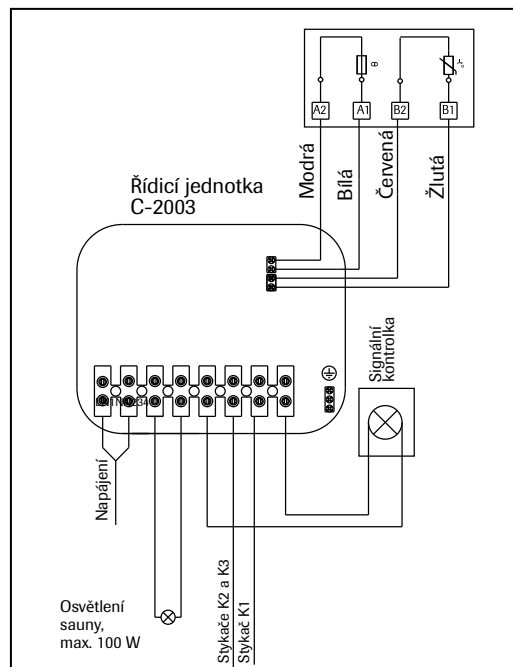 A2
A1
B2
B1
Modrá
Bílá
Červená
Žlutá
Řídicí jednotka
C-2003
Signální
kontrolka
Napájení
Osvětlení
sauny,
max. 100 W
Stykače K2 a K3
Stykač K1